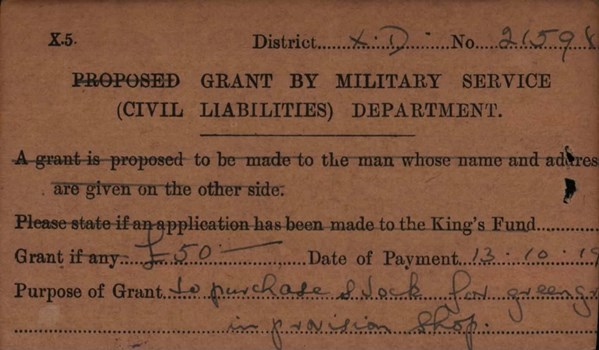 X.5. District X.D. No. 21598
PROPOSED GRANT BY MILITARY SERVICE
(CIVIL LIABILITIES) DEPARTMENT.
A grant is proposed to be made to the man whose name and addres
are given on the other side.
Please state if an application has been made to the King's Fund
Grant if any £50 Date of Payment 13.10.19
Purpose of Grant to purchase stock for greengr
in provision shop.